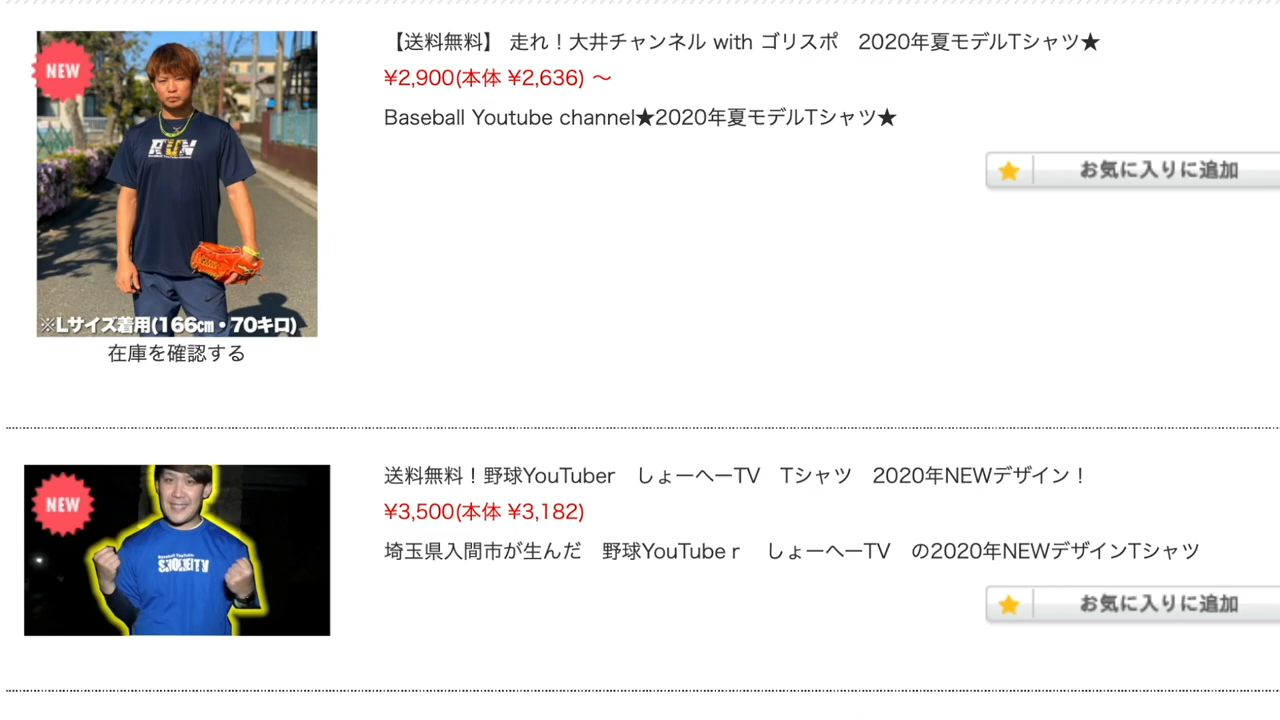 NEW
【送料無料】 走れ！大井チャンネル with ゴリスポ　2020年夏モデルTシャツ★
¥2,900(本体 ¥2,636) ～
Baseball Youtube channel★2020年夏モデルTシャツ★
お気に入りに追加
RUN
※Lサイズ着用(166㎝・70キロ)
在庫を確認する
NEW
送料無料！野球YouTuber　しょーへーTV　Tシャツ　2020年NEWデザイン！
¥3,500(本体 ¥3,182)
埼玉県入間市が生んだ　野球YouTubeｒ　しょーへーTV　の2020年NEWデザインTシャツ
お気に入りに追加
Baseball YouTuber
SHOHEITV